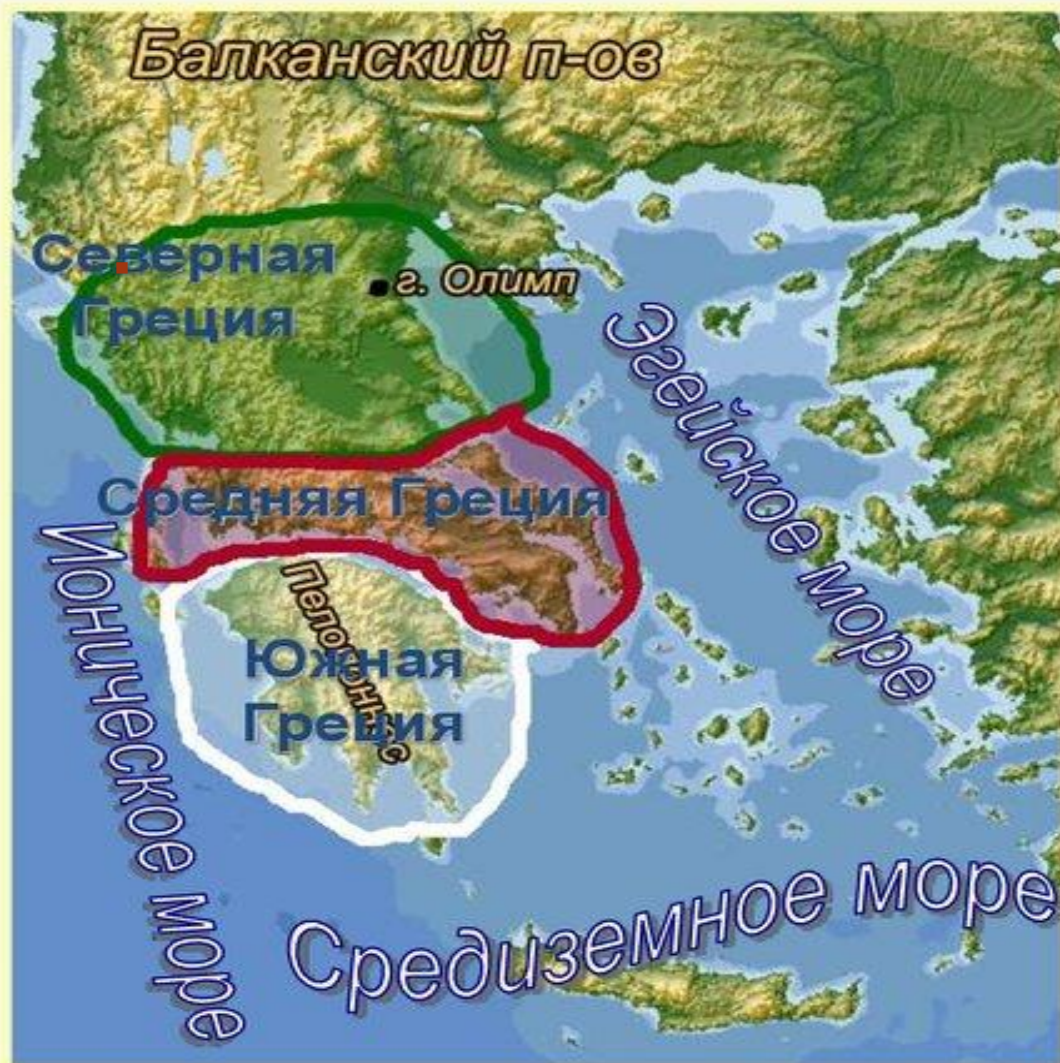 Балканский п-ов
Северная
Греция
г. Олимп
Эгейское море
Средняя Греция
Ионическое море
Пелопоннес
Южная
Греция
Средиземное море